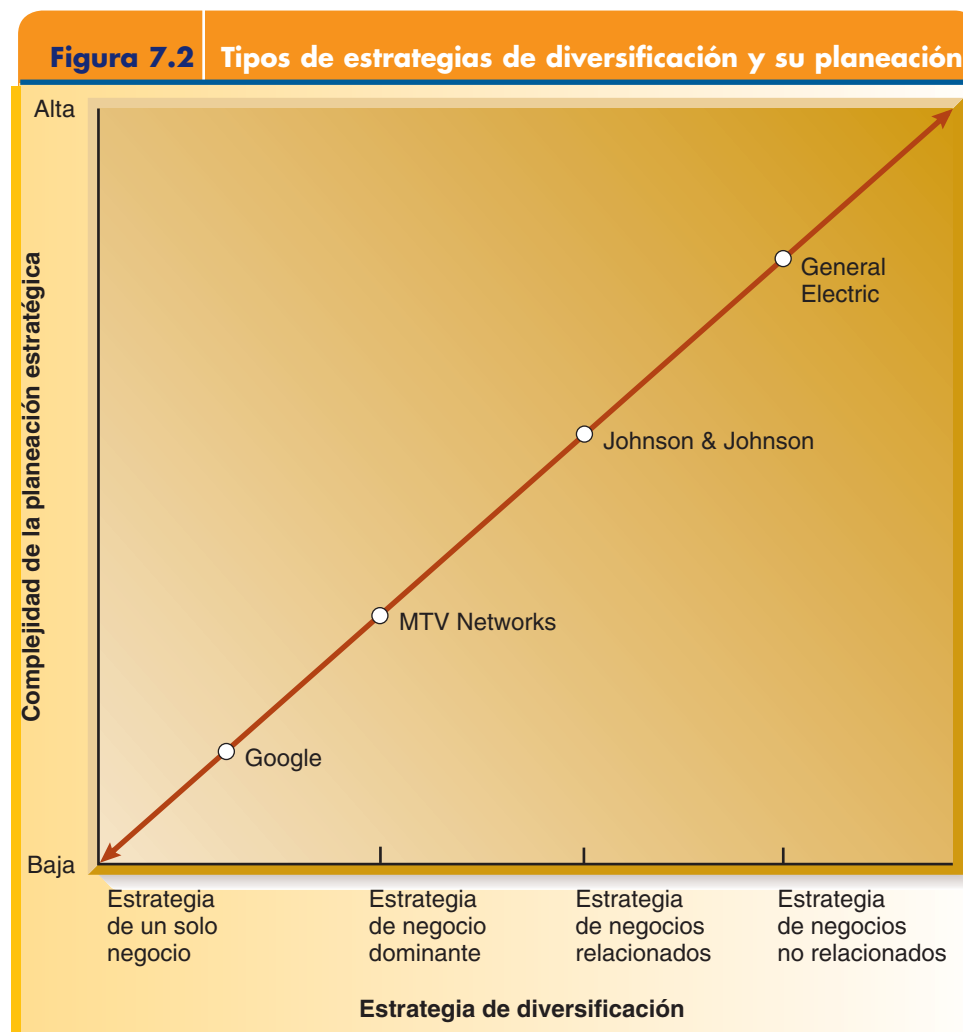 Figura 7.2 Tipos de estrategias de diversificación y su planeación
Alta
Complejidad de la planeación estratégica
General
Electric
Johnson & Johnson
MTV Networks
Google
Baja
Estrategia
de un solo
negocio
Estrategia
de negocio
dominante
Estrategia
de negocios
relacionados
Estrategia
de negocios
no relacionados
Estrategia de diversificación